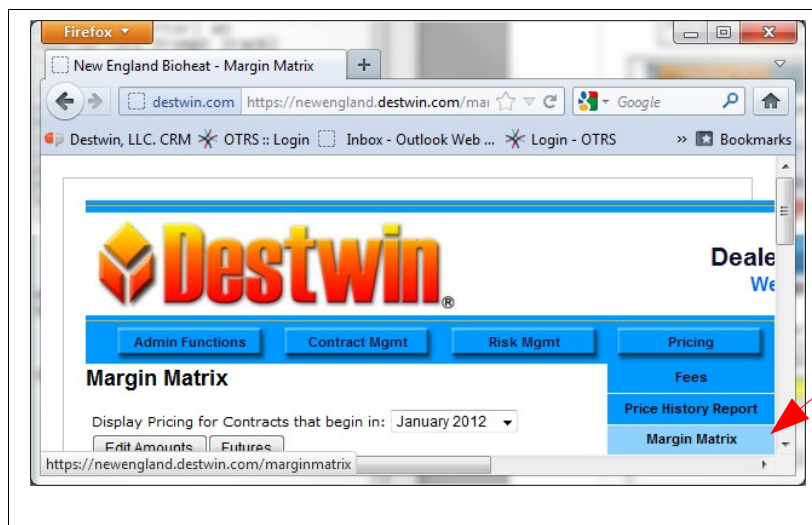 Firefox
New England Bioheat - Margin Matrix
destwin.com https://newengland.destwin.com/mai Google
Destwin, LLC. CRM OTRS :: Login Inbox - Outlook Web ... Login - OTRS » Bookmarks
Destwin®
Deale
We
Admin Functions Contract Mgmt Risk Mgmt Pricing
Margin Matrix Fees
Price History Report
Display Pricing for Contracts that begin in: January 2012
Margin Matrix
Edit Amounts Futures
https://newengland.destwin.com/marginmatrix